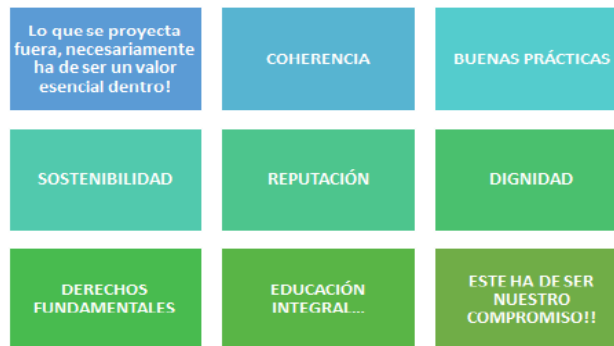 Lo que se proyecta
fuera, necesariamente
ha de ser un valor
esencial dentro!
COHERENCIA
BUENAS PRÁCTICAS
SOSTENIBILIDAD
REPUTACIÓN
DIGNIDAD
DERECHOS
FUNDAMENTALES
EDUCACIÓN
INTEGRAL...
ESTE HA DE SER
NUESTRO
COMPROMISO!!